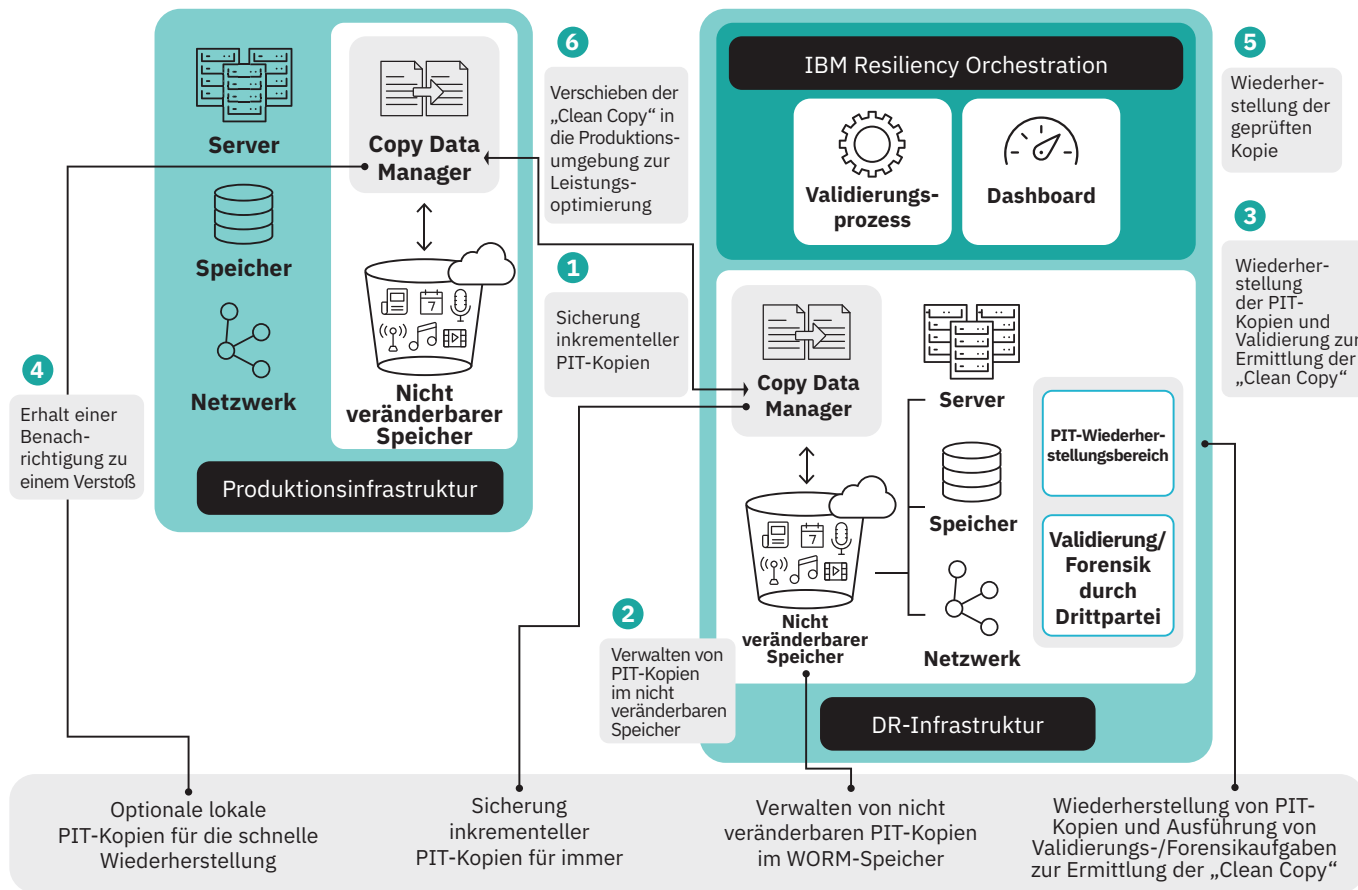 Server
Speicher
Netzwerk
Copy Data
Manager
7
Nicht
veränderbarer
Speicher
Produktionsinfrastruktur
6
Verschieben der
„Clean Copy“ in
die Produktions-
umgebung zur
Leistungs-
optimierung
1
Sicherung
inkrementeller
PIT-Kopien
4
Erhalt einer
Benach-
richtigung zu
einem Verstoß
IBM Resiliency Orchestration
Validierungs-
prozess
Dashboard
5
Wiederher-
stellung der
geprüften
Kopie
3
Wiederher-
stellung
der PIT-
Kopien und
Validierung zur
Ermittlung der
„Clean Copy“
Copy Data
Manager
7
Nicht
veränderbarer
Speicher
Server
Speicher
Netzwerk
PIT-Wiederher-
stellungsbereich
Validierung/
Forensik
durch
Drittpartei
2
Verwalten von
PIT-Kopien
im nicht
veränderbaren
Speicher
DR-Infrastruktur
Optionale lokale
PIT-Kopien für die schnelle
Wiederherstellung
Sicherung
inkrementeller
PIT-Kopien für immer
Verwalten von nicht
veränderbaren PIT-Kopien
im WORM-Speicher
Wiederherstellung von PIT-
Kopien und Ausführung von
Validierungs-/Forensikaufgaben
zur Ermittlung der „Clean Copy“